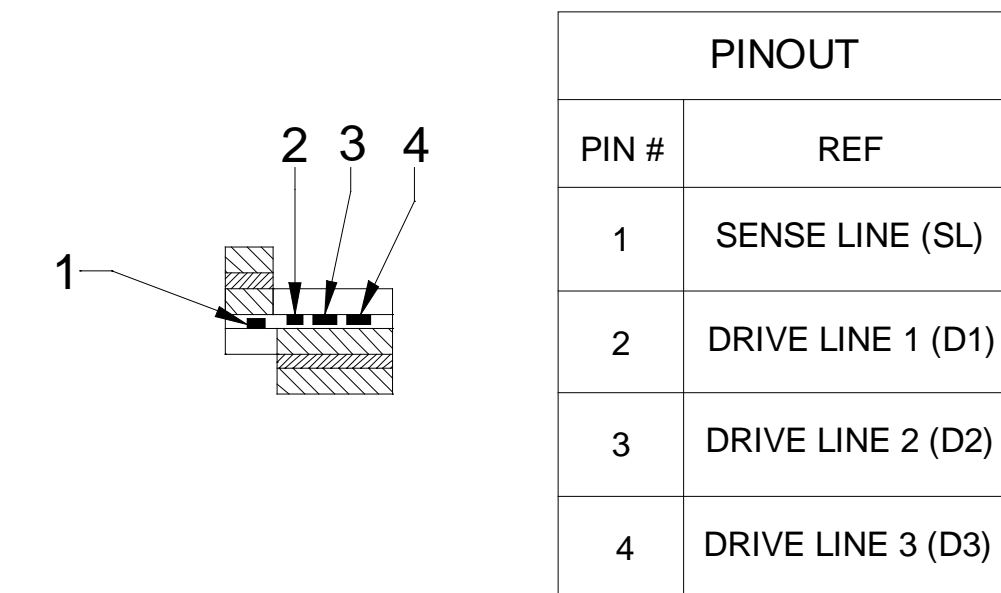 2 3 4
1
PINOUT
PIN # REF
1 SENSE LINE (SL)
2 DRIVE LINE 1 (D1)
3 DRIVE LINE 2 (D2)
4 DRIVE LINE 3 (D3)